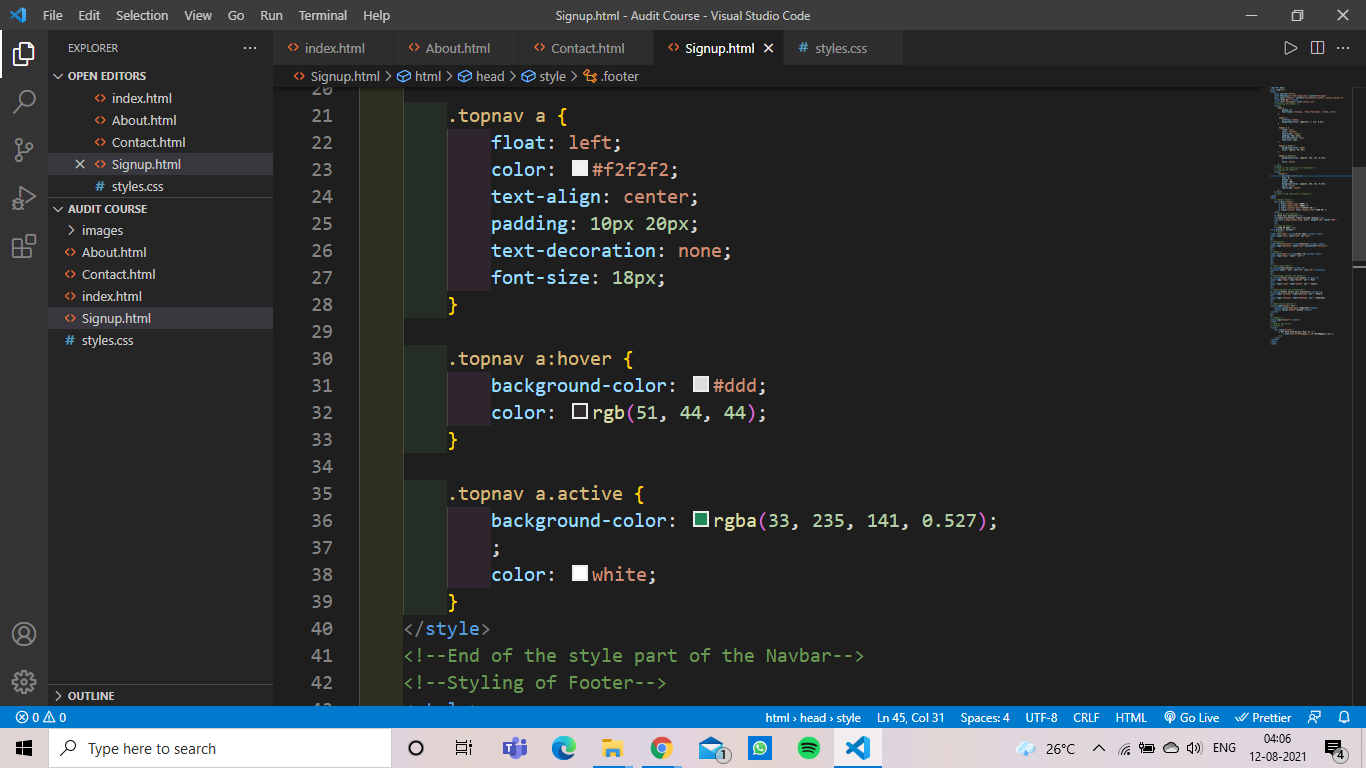 File Edit Selection View Go Run Terminal Help
Signup.html - Audit Course - Visual Studio Code
EXPLORER
OPEN EDITORS
index.html
About.html
Contact.html
Signup.html
styles.css
AUDIT COURSE
images
About.html
Contact.html
index.html
Signup.html
styles.css
OUTLINE
index.html About.html Contact.html Signup.html styles.css
Signup.html > html > head > style > .footer
20
21 .topnav a {
22 float: left;
23 color: #f2f2f2;
24 text-align: center;
25 padding: 10px 20px;
26 text-decoration: none;
27 font-size: 18px;
28 }
29
30 .topnav a:hover {
31 background-color: #ddd;
32 color: rgb(51, 44, 44);
33 }
34
35 .topnav a.active {
36 background-color: rgba(33, 235, 141, 0.527);
37 ;
38 color: white;
39 }
40 </style>
41 <!--End of the style part of the Navbar-->
42 <!--Styling of Footer-->
0 0 html › head › style Ln 45, Col 31 Spaces: 4 UTF-8 CRLF HTML Go Live Prettier
Type here to search
1
26°C
ENG
04:06
12-08-2021
4